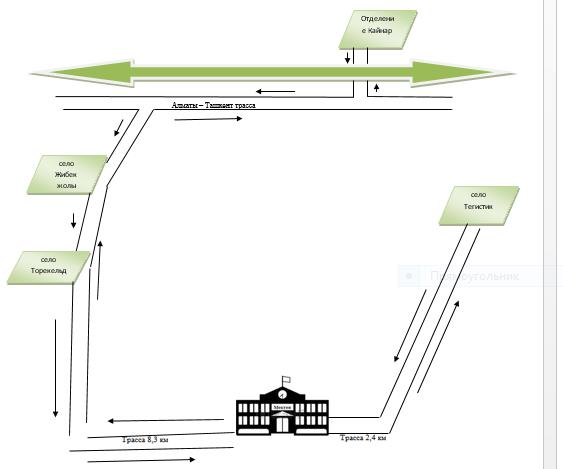 Отделени
е Кайнар
Алматы – Ташкент трасса
село
Жибек
жолы
село
Тегистик
село
Торекельд
Прямоугольник
Мектеп
Трасса 8,3 км
Трасса 2,4 км